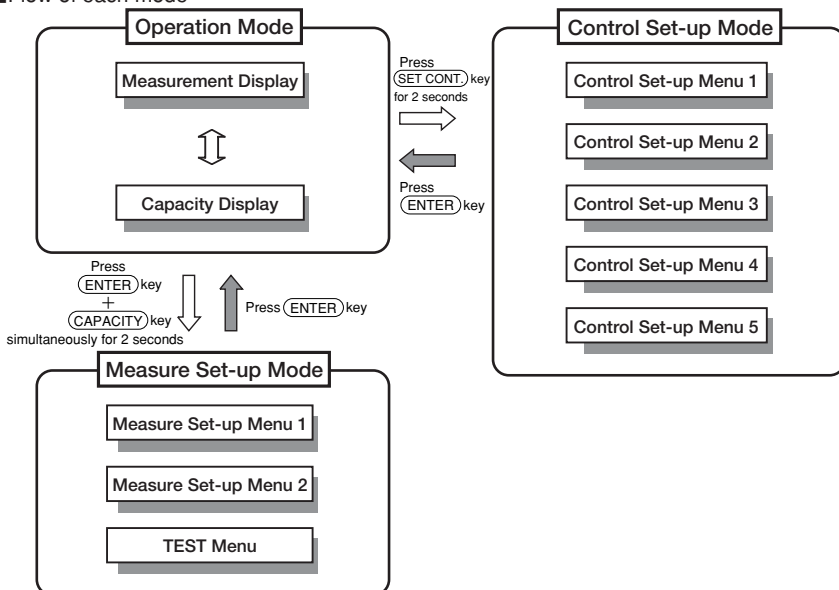 ■Flow of each mode
Operation Mode
Measurement Display
Capacity Display
Press
SET CONT. key
for 2 seconds
Press
ENTER key
Control Set-up Mode
Control Set-up Menu 1
Control Set-up Menu 2
Control Set-up Menu 3
Control Set-up Menu 4
Control Set-up Menu 5
Press
ENTER key
+
CAPACITY key
simultaneously for 2 seconds
Press ENTER key
Measure Set-up Mode
Measure Set-up Menu 1
Measure Set-up Menu 2
TEST Menu